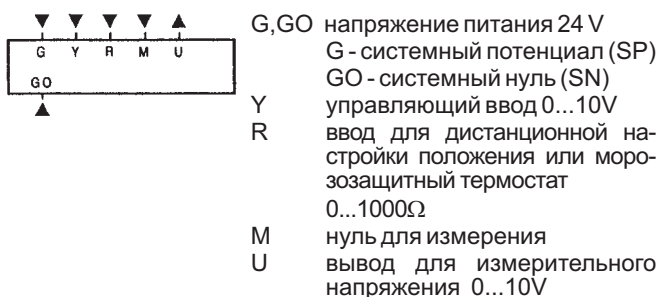 G Y R M U
GO
G,GO напряжение питания 24 V
G - системный потенциал (SP)
GO - системный нуль (SN)
Y управляющий ввод 0...10V
R ввод для дистанционной на-
стройки положения или моро-
зозащитный термостат
0...1000Ω
M нуль для измерения
U вывод для измерительного
напряжения 0...10V